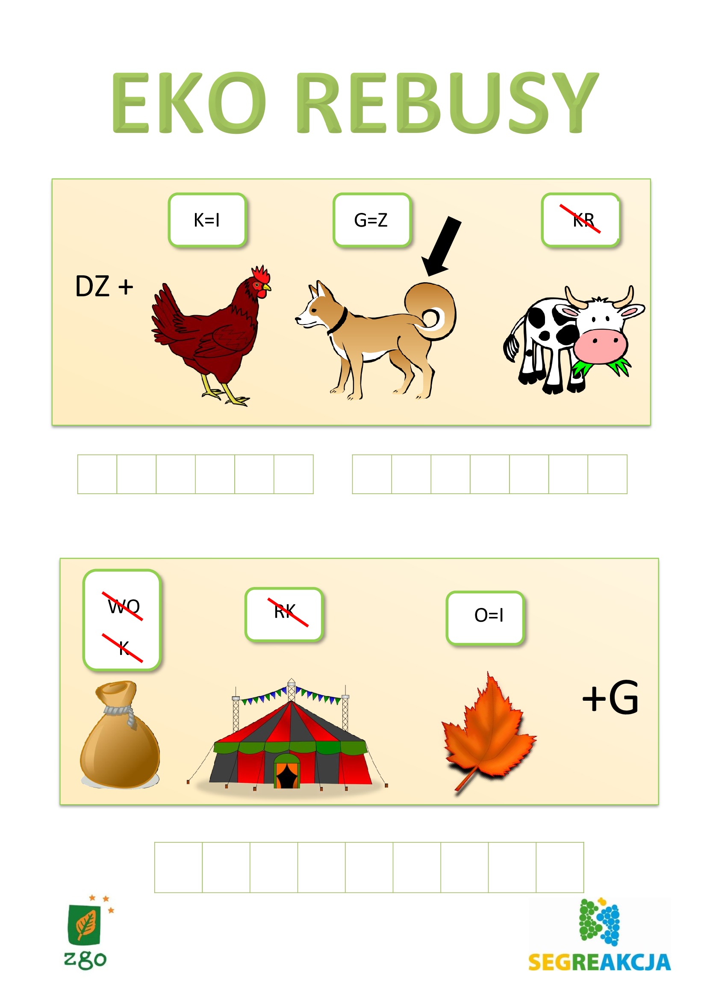 EKO REBUSY
K=I
G=Z
KR
DZ +
WO
K
RK
O=I
+G
zgo
SEGREAKCJA